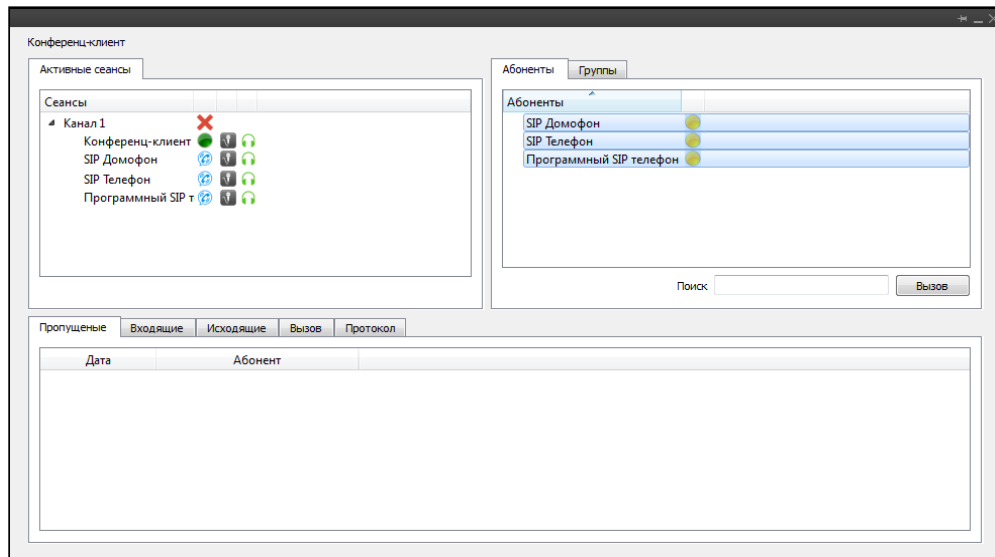 Конференц-клиент
Активные сеансы
Сеансы
Канал 1
Конференц-клиент
SIP Домофон
SIP Телефон
Программный SIP т
Абоненты Группы
Абоненты
SIP Домофон
SIP Телефон
Программный SIP телефон
Поиск Вызов
Пропущеные Входящие Исходящие Вызов Протокол
Дата Абонент